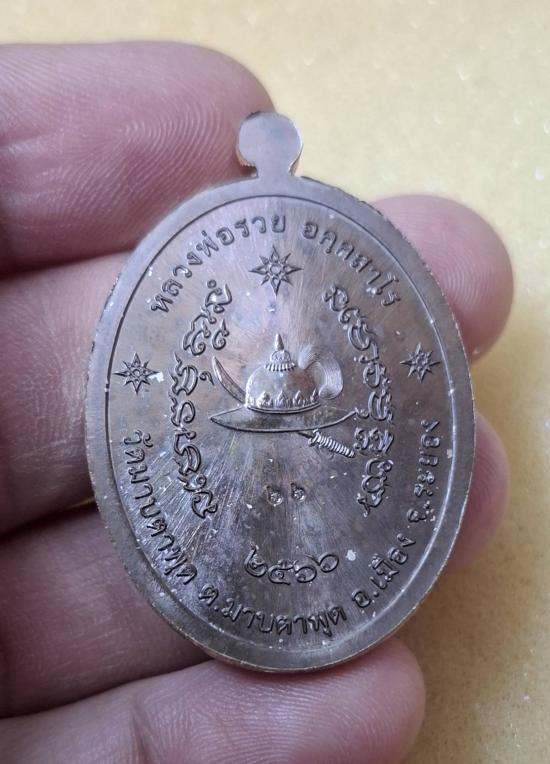 หลวงพ่อรวย อคฺคสาโร
๖๖
๒๕๖๖
วัดมาบตาพุด ต.มาบตาพุด อ.เมือง จ.ระยอง